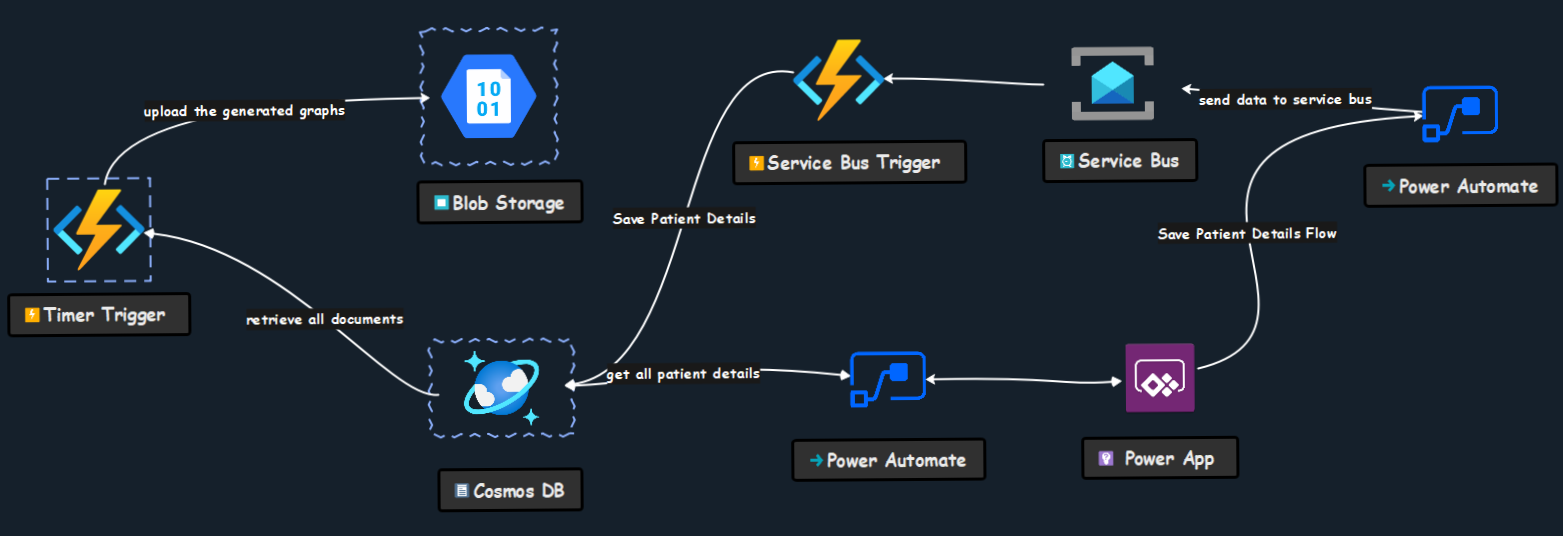 10
01
upload the generated graphs
Blob Storage
Service Bus Trigger
Service Bus
send data to service bus
Power Automate
Save Patient Details
Save Patient Details Flow
Timer Trigger
retrieve all documents
get all patient details
Cosmos DB
Power Automate
Power App